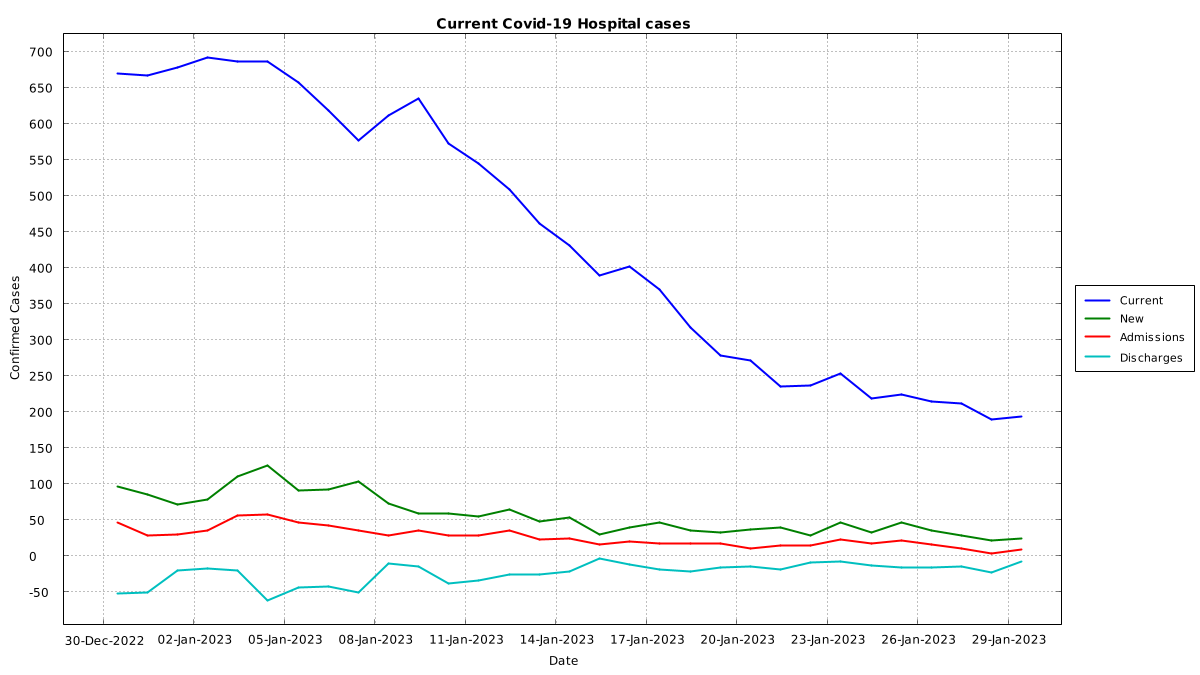 Current Covid-19 Hospital cases
700
650
600
550
500
450
400
350
300
250
200
150
100
50
0
-50
Confirmed Cases
30-Dec-2022 02-Jan-2023 05-Jan-2023 08-Jan-2023 11-Jan-2023 14-Jan-2023 17-Jan-2023 20-Jan-2023 23-Jan-2023 26-Jan-2023 29-Jan-2023
Date
Current
New
Admissions
Discharges